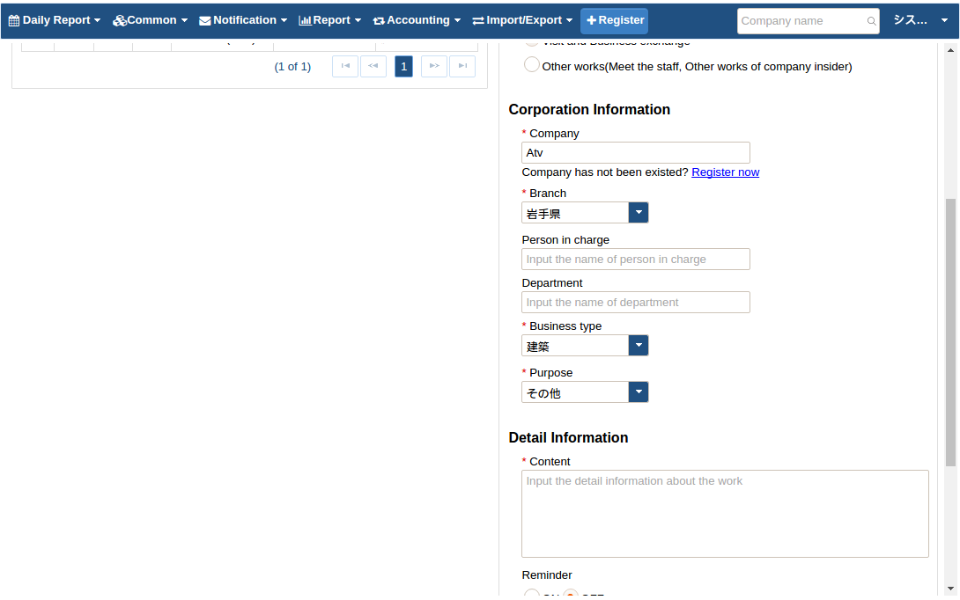 Daily Report Common Notification Report Accounting Import/Export Register Company name シス...
(1 of 1) 1
Visit and Business exchange
Other works(Meet the staff, Other works of company insider)
Corporation Information
* Company
Atv
Company has not been existed? Register now
* Branch
岩手県
Person in charge
Input the name of person in charge
Department
Input the name of department
* Business type
建築
* Purpose
その他
Detail Information
* Content
Input the detail information about the work
Reminder